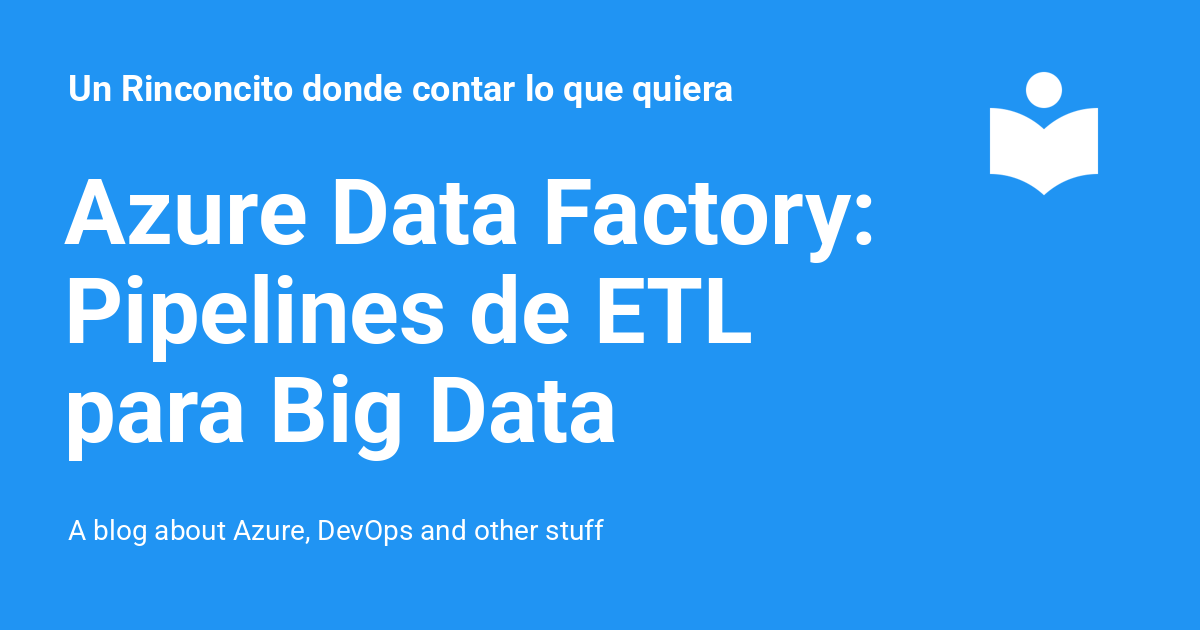 Un Rinconcito donde contar lo que quiera
Azure Data Factory:
Pipelines de ETL
para Big Data
A blog about Azure, DevOps and other stuff